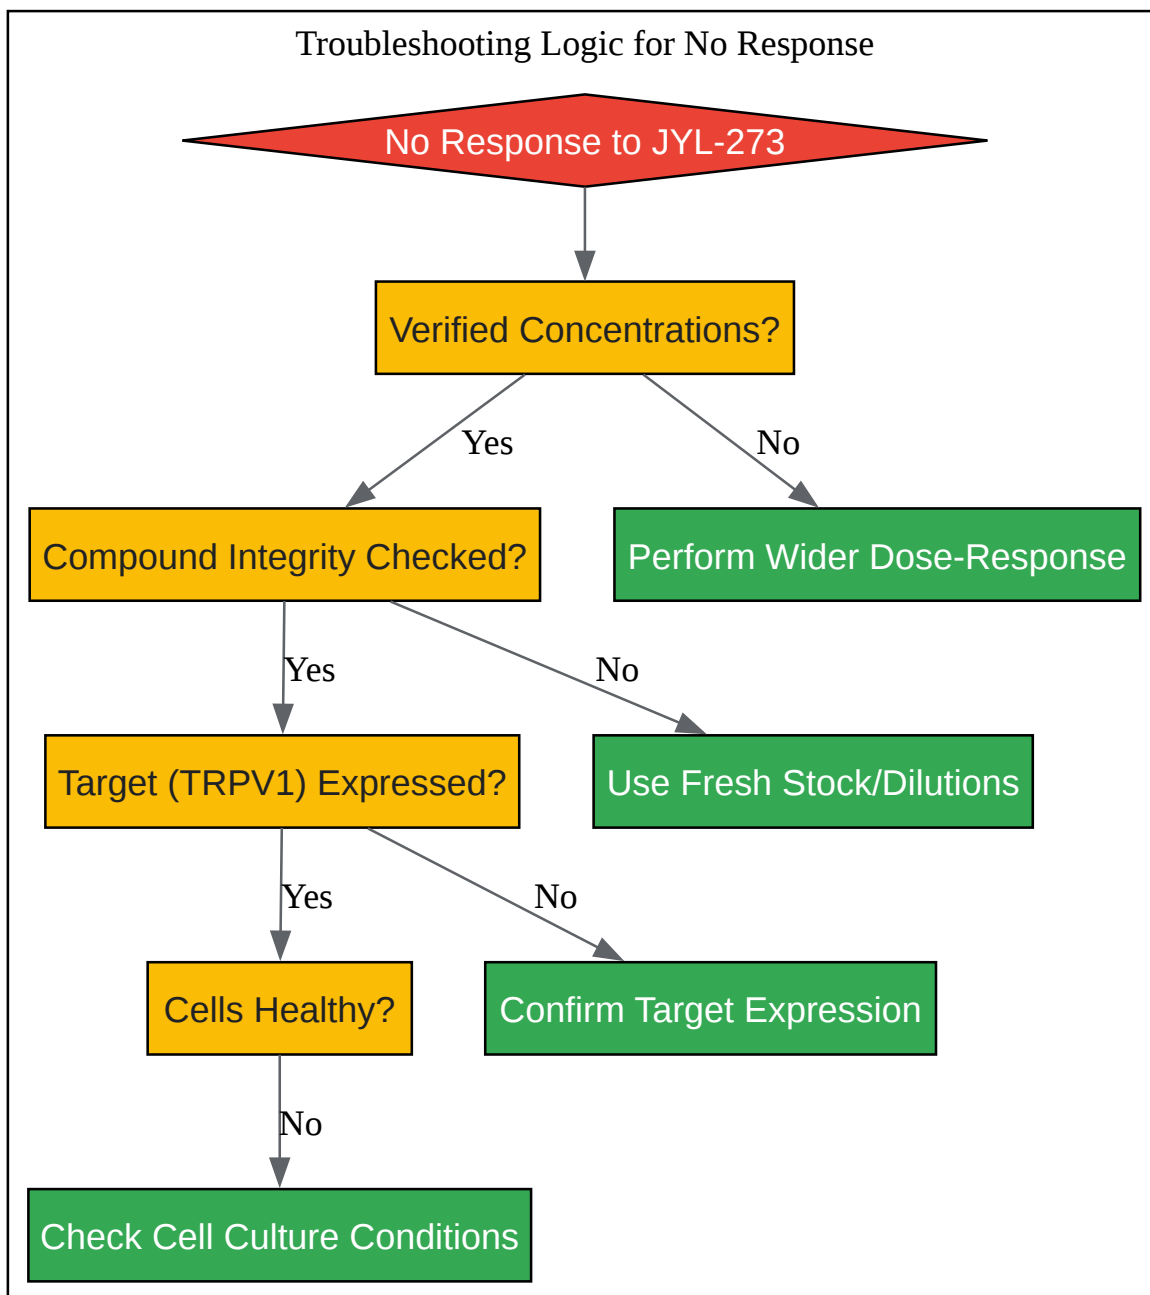 Troubleshooting Logic for No Response
No Response to JYL-273
Verified Concentrations?
Yes
No
Compound Integrity Checked?
Perform Wider Dose-Response
Yes
No
Target (TRPV1) Expressed?
Use Fresh Stock/Dilutions
Yes
No
Cells Healthy?
Confirm Target Expression
No
Check Cell Culture Conditions